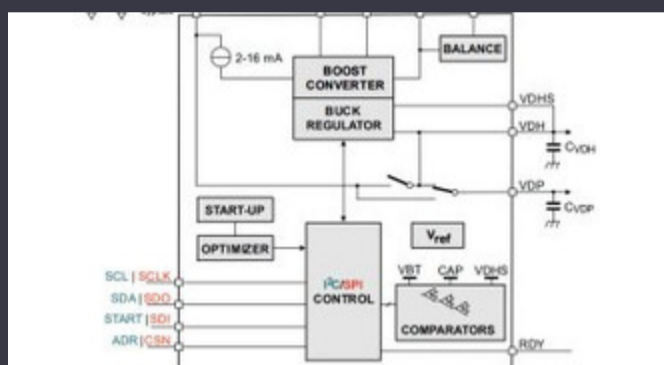 2-16 mA
BALANCE
BOOST
CONVERTER
BUCK
REGULATOR
VDHS
VDH
CVDH
VDP
CVDP
START-UP
OPTIMIZER
Vref
I²C/SPI
CONTROL
VBT CAP VDHS
COMPARATORS
SCL | SCLK
SDA | SDO
START | SDI
ADR | CSN
RDY